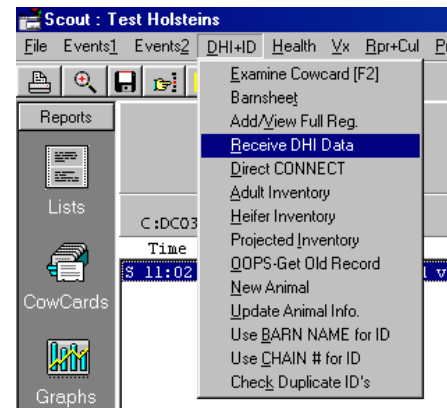 Scout : Test Holsteins
File Events1 Events2 DHI+ID Health Vx Rpr+Cul
Reports
Lists
CowCards
Graphs
C:DC03
Time
S 11:02
Examine Cowcard [F2]
Barnsheet
Add/View Full Reg.
Receive DHI Data
Direct CONNECT
Adult Inventory
Heifer Inventory
Projected Inventory
OOPS-Get Old Record
New Animal
Update Animal Info.
Use BARN NAME for ID
Use CHAIN # for ID
Check Duplicate ID's